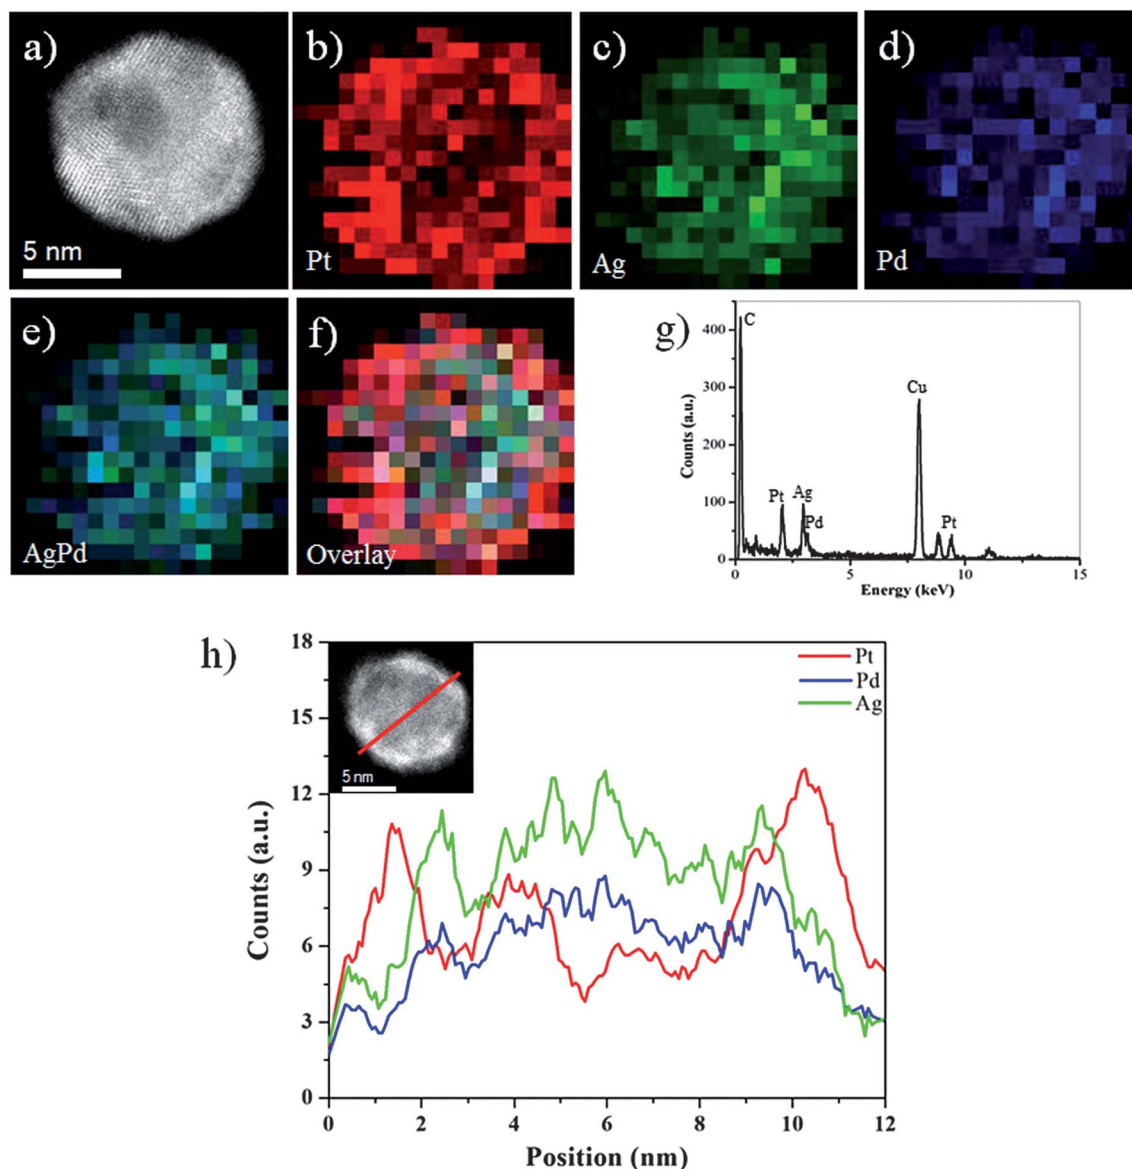 a)
5 nm
b)
Pt
c)
Ag
d)
Pd
e)
AgPd
f)
Overlay
g)
400
300
200
100
0
Counts (a.u.)
C
Pt
Ag
Pd
Cu
Pt
0
5
10
15
Energy (keV)
h)
18
15
12
9
6
3
0
Counts (a.u.)
5 nm
Pt
Pd
Ag
0
2
4
6
8
10
12
Position (nm)